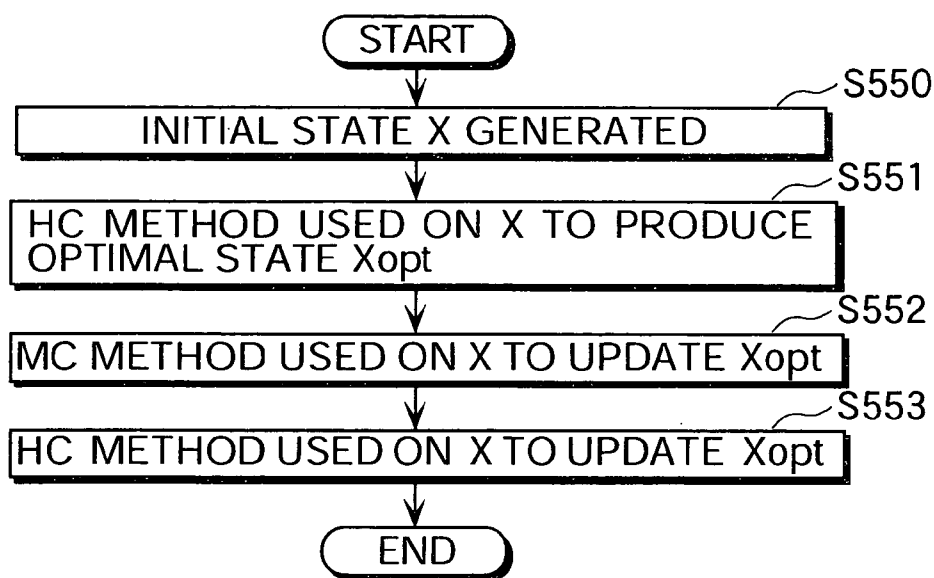 START
S550
INITIAL STATE X GENERATED
S551
HC METHOD USED ON X TO PRODUCE
OPTIMAL STATE Xopt
S552
MC METHOD USED ON X TO UPDATE Xopt
S553
HC METHOD USED ON X TO UPDATE Xopt
END